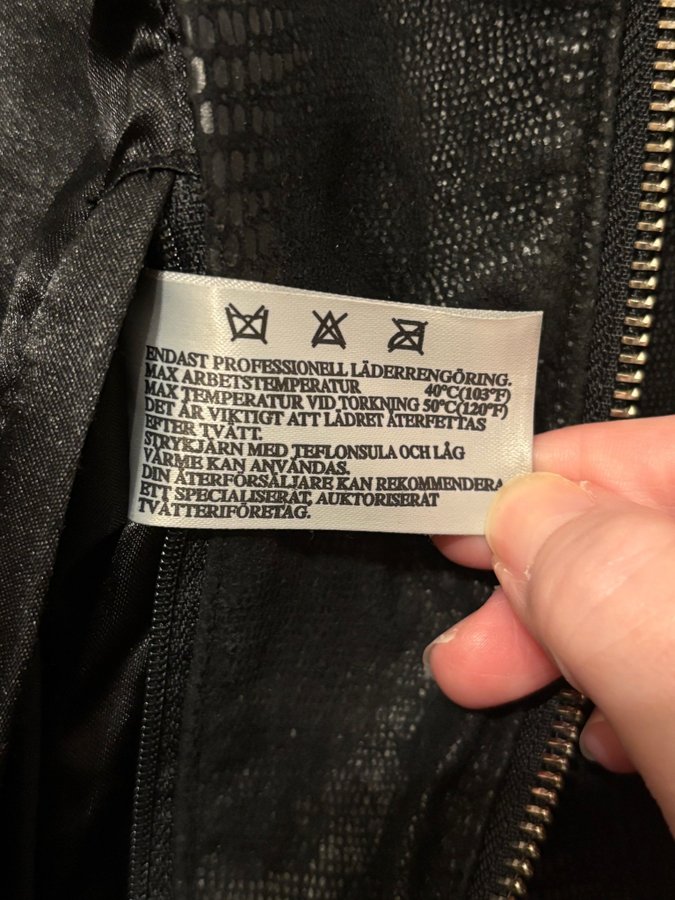 ENDAST PROFESSIONELL LÄDERRENGÖRING.
MAX ARBETSTEMPERATUR 40°C(103°F)
MAX TEMPERATUR VID TORKNING 50°C(120°F)
DET ÄR VIKTIGT ATT LÄDRET ÅTERFETTAS
EFTER TVÄTT.
STRYKJÄRN MED TEFLONSULA OCH LÅG
VÄRME KAN ANVÄNDAS.
DIN ÅTERFÖRSÄLJARE KAN REKOMMENDERA
ETT SPECIALISERAT, AUKTORISERAT
TVÄTTERIFÖRETAG.